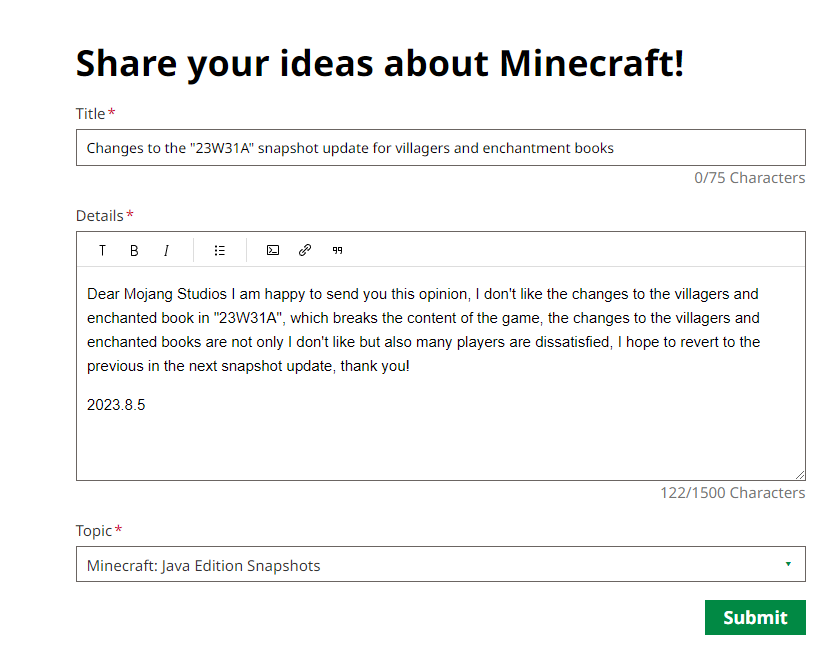 Share your ideas about Minecraft!
Title*
Changes to the "23W31A" snapshot update for villagers and enchantment books
0/75 Characters
Details*
T B I
Dear Mojang Studios I am happy to send you this opinion, I don't like the changes to the villagers and
enchanted book in "23W31A", which breaks the content of the game, the changes to the villagers and
enchanted books are not only I don't like but also many players are dissatisfied, I hope to revert to the
previous in the next snapshot update, thank you!
2023.8.5
122/1500 Characters
Topic*
Minecraft: Java Edition Snapshots
Submit